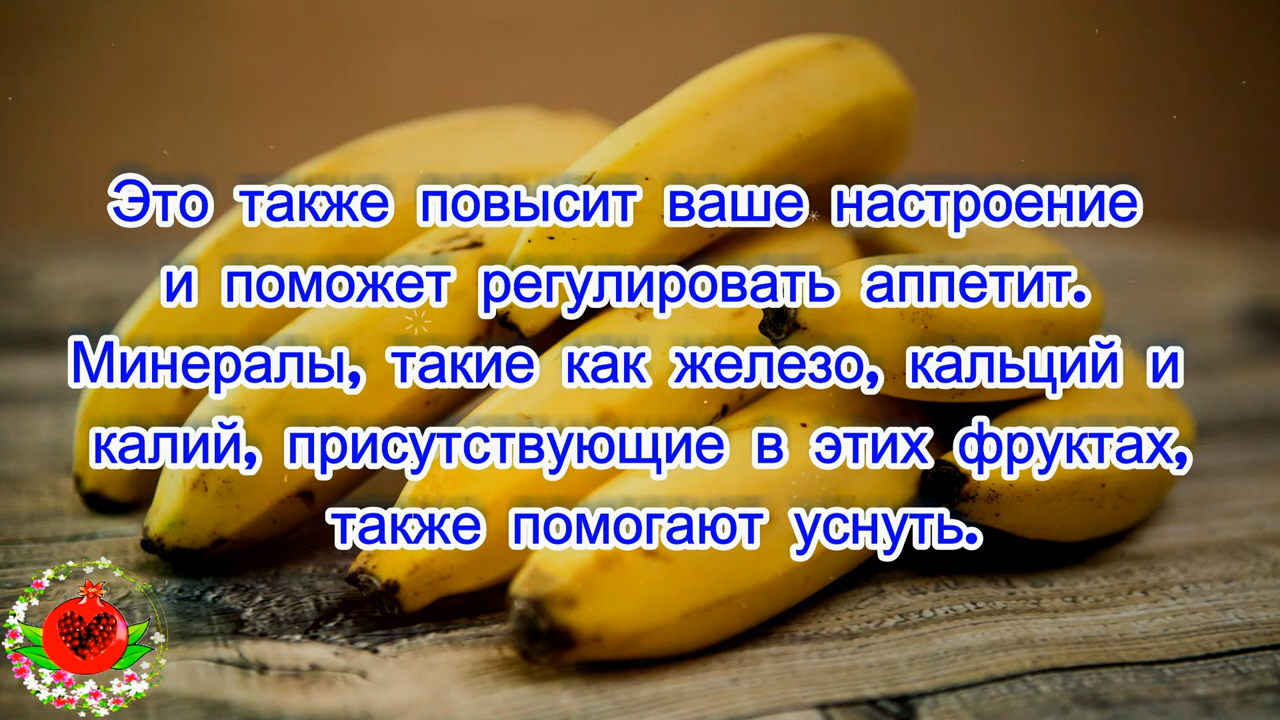 Это также повысит ваше настроение
и поможет регулировать аппетит.
Минералы, такие как железо, кальций и
калий, присутствующие в этих фруктах,
также помогают уснуть.